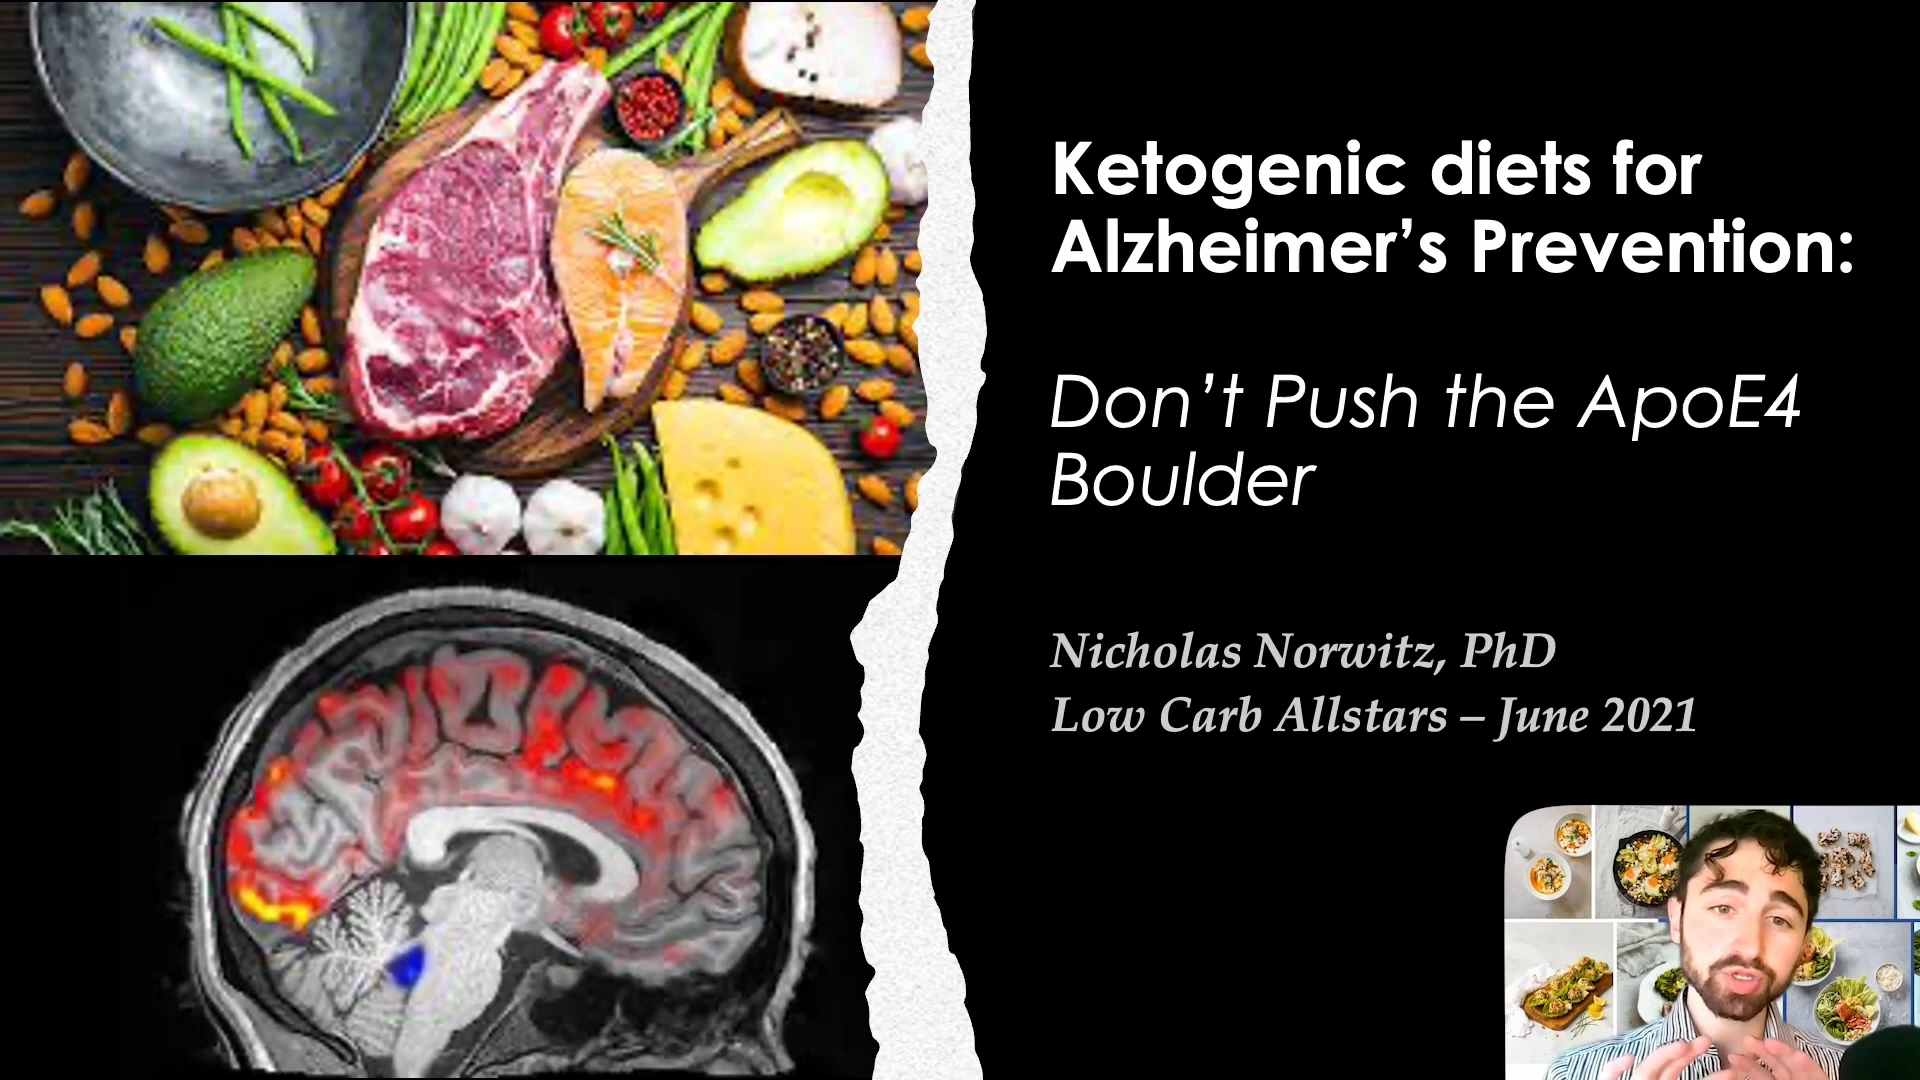 Ketogenic diets for
Alzheimer’s Prevention:
Don’t Push the ApoE4
Boulder
Nicholas Norwitz, PhD
Low Carb Allstars – June 2021